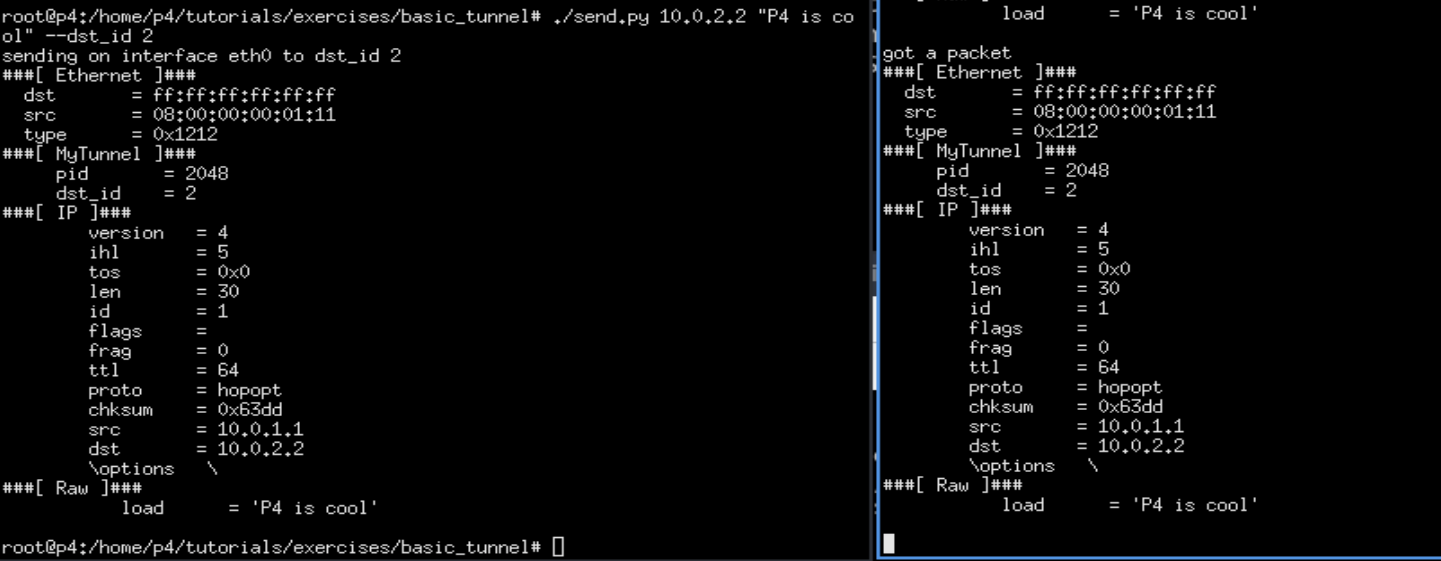 root@p4:/home/p4/tutorials/exercises/basic_tunnel# ./send.py 10.0.2.2 "P4 is co
ol" --dst_id 2
sending on interface eth0 to dst_id 2
###[ Ethernet ]###
  dst       = ff:ff:ff:ff:ff:ff
  src       = 08:00:00:00:01:11
  type      = 0x1212
###[ MyTunnel ]###
     pid       = 2048
     dst_id    = 2
###[ IP ]###
        version   = 4
        ihl       = 5
        tos       = 0x0
        len       = 30
        id        = 1
        flags     =
        frag      = 0
        ttl       = 64
        proto     = hopopt
        chksum    = 0x63dd
        src       = 10.0.1.1
        dst       = 10.0.2.2
        \options   \
###[ Raw ]###
           load      = 'P4 is cool'
root@p4:/home/p4/tutorials/exercises/basic_tunnel#
           load      = 'P4 is cool'
got a packet
###[ Ethernet ]###
  dst       = ff:ff:ff:ff:ff:ff
  src       = 08:00:00:00:01:11
  type      = 0x1212
###[ MyTunnel ]###
     pid       = 2048
     dst_id    = 2
###[ IP ]###
        version   = 4
        ihl       = 5
        tos       = 0x0
        len       = 30
        id        = 1
        flags     =
        frag      = 0
        ttl       = 64
        proto     = hopopt
        chksum    = 0x63dd
        src       = 10.0.1.1
        dst       = 10.0.2.2
        \options   \
###[ Raw ]###
           load      = 'P4 is cool'